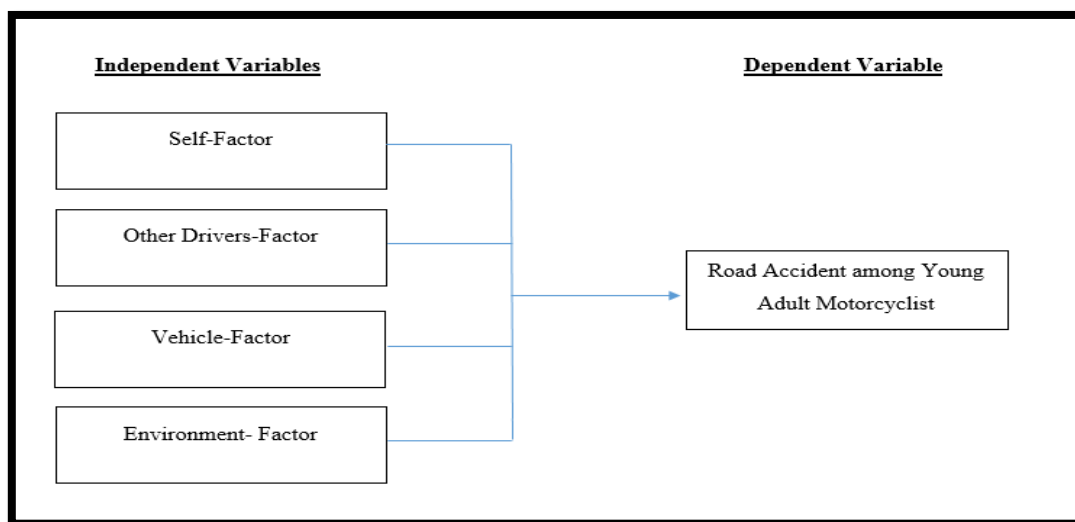 Independent Variables
Dependent Variable
Self-Factor
Other Drivers-Factor
Vehicle-Factor
Environment- Factor
Road Accident among Young
Adult Motorcyclist